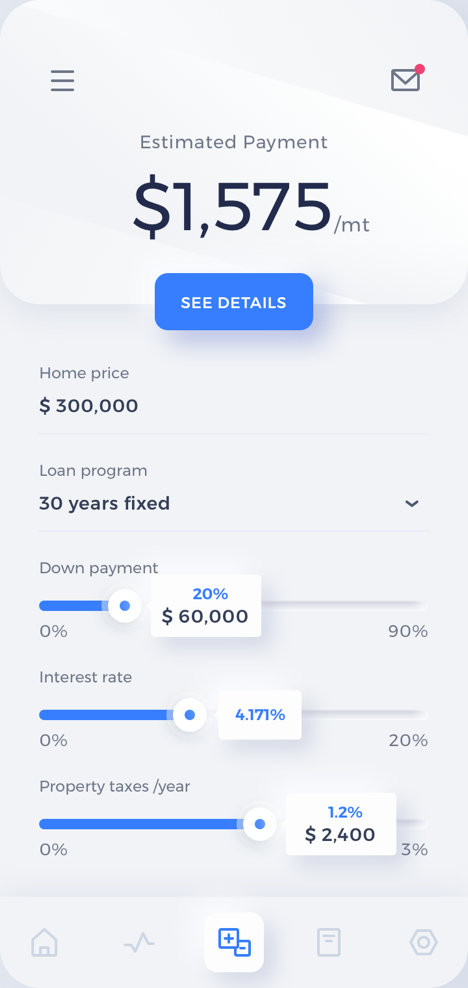 Estimated Payment
$1,575/mt
SEE DETAILS
Home price
$ 300,000
Loan program
30 years fixed
Down payment
20%
$ 60,000
0%
90%
Interest rate
4.171%
0%
20%
Property taxes /year
1.2%
$ 2,400
0%
3%